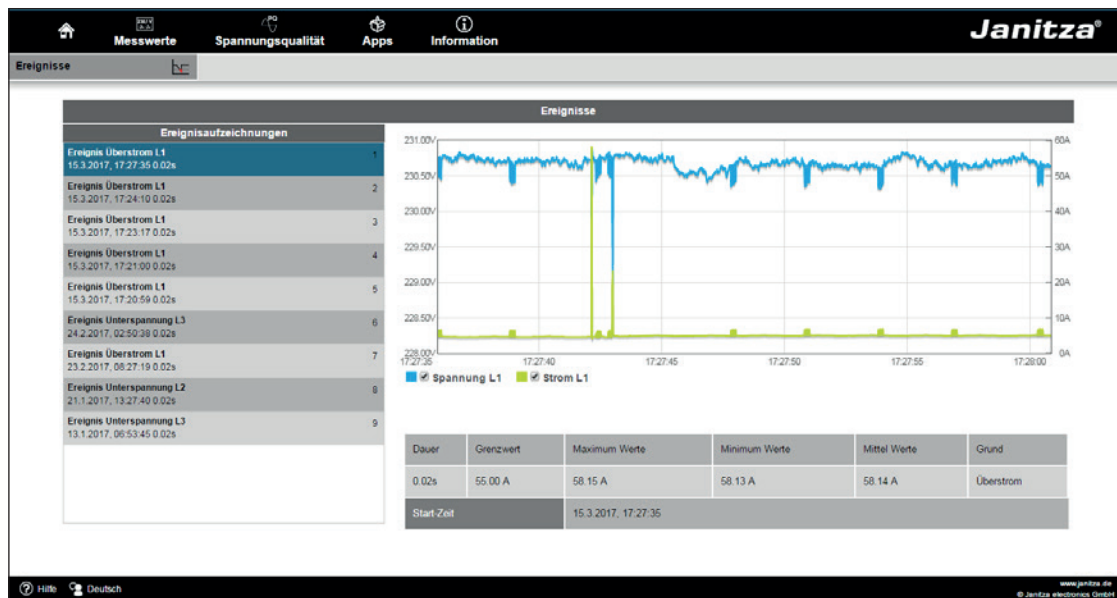 Messwerte Spannungsqualität Apps Information Janitza®
Ereignisse
Ereignisse
Ereignisaufzeichnungen
Ereignis Überstrom L1
15.3.2017, 17:27:35 0.02s 1
Ereignis Überstrom L1
15.3.2017, 17:24:10 0.02s 2
Ereignis Überstrom L1
15.3.2017, 17:23:17 0.02s 3
Ereignis Überstrom L1
15.3.2017, 17:21:00 0.02s 4
Ereignis Überstrom L1
15.3.2017, 17:20:59 0.02s 5
Ereignis Unterspannung L3
24.2.2017, 02:50:38 0.02s 6
Ereignis Überstrom L1
23.2.2017, 08:27:19 0.02s 7
Ereignis Unterspannung L2
21.1.2017, 13:27:40 0.02s 8
Ereignis Unterspannung L3
13.1.2017, 06:53:45 0.02s 9
231.00V 60A
230.50V 50A
230.00V 40A
229.50V 30A
229.00V 20A
228.50V 10A
228.00V 0A
17:27:35 17:27:40 17:27:45 17:27:50 17:27:55 17:28:00
Spannung L1 Strom L1
Dauer Grenzwert Maximum Werte Minimum Werte Mittel Werte Grund
0.02s 55.00 A 58.15 A 58.13 A 58.14 A Überstrom
Start-Zeit 15.3.2017, 17:27:35
Hilfe Deutsch
www.janitza.de
© Janitza electronics GmbH